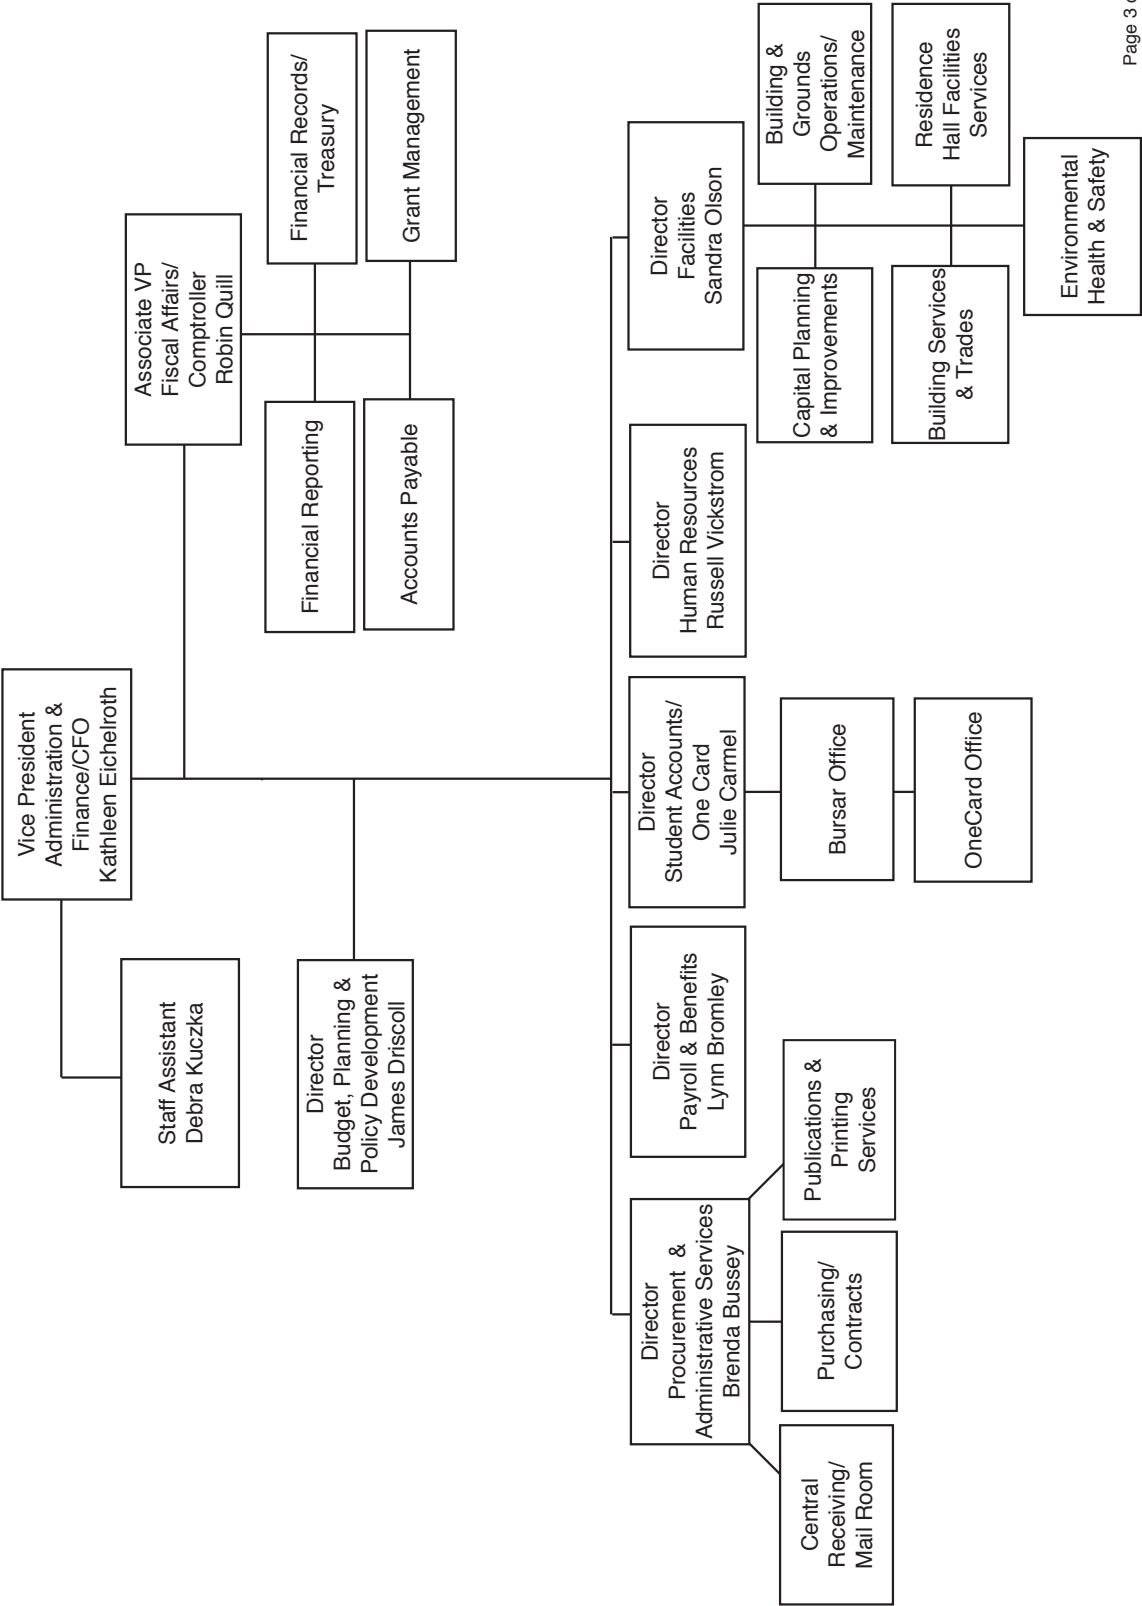 Vice President
Administration &
Finance/CFO
Kathleen Eichelroth
Staff Assistant
Debra Kuczka
Associate VP
Fiscal Affairs/
Comptroller
Robin Quill
Director
Budget, Planning &
Policy Development
James Driscoll
Financial Reporting
Financial Records/
Treasury
Accounts Payable
Grant Management
Director
Procurement &
Administrative Services
Brenda Bussey
Director
Payroll & Benefits
Lynn Bromley
Director
Student Accounts/
One Card
Julie Carmel
Director
Human Resources
Russell Vickstrom
Director
Facilities
Sandra Olson
Central
Receiving/
Mail Room
Purchasing/
Contracts
Publications &
Printing
Services
Bursar Office
OneCard Office
Capital Planning
& Improvements
Building &
Grounds
Operations/
Maintenance
Building Services
& Trades
Residence
Hall Facilities
Services
Environmental
Health & Safety
Page 3